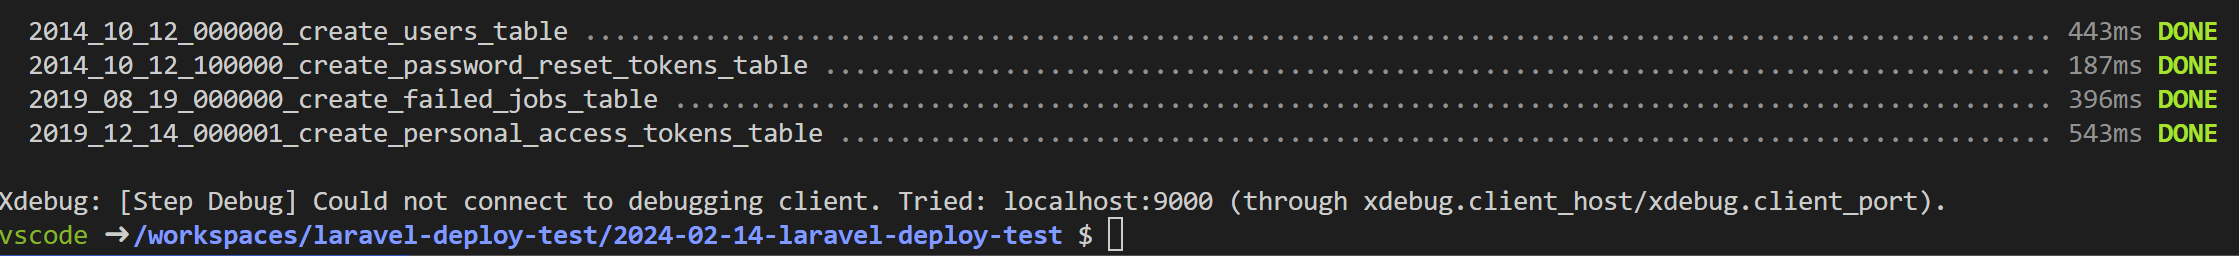 2014_10_12_000000_create_users_table .................................................................................................. 443ms DONE
2014_10_12_100000_create_password_reset_tokens_table .................................................................................. 187ms DONE
2019_08_19_000000_create_failed_jobs_table ............................................................................................ 396ms DONE
2019_12_14_000001_create_personal_access_tokens_table ................................................................................. 543ms DONE
Xdebug: [Step Debug] Could not connect to debugging client. Tried: localhost:9000 (through xdebug.client_host/xdebug.client_port).
vscode ➜/workspaces/laravel-deploy-test/2024-02-14-laravel-deploy-test $